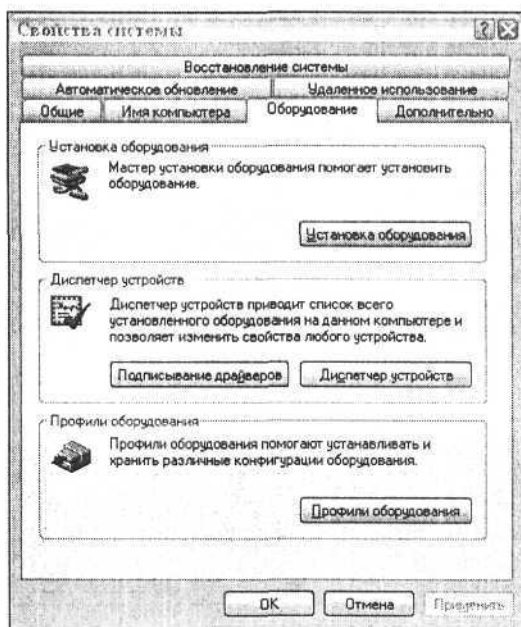 Свойства системы
Восстановление системы
Автоматическое обновление Удаленное использование
Общие Имя компьютера Оборудование Дополнительно
Установка оборудования
Мастер установки оборудования помогает установить
оборудование.
Установка оборудования
Диспетчер устройств
Диспетчер устройств приводит список всего
установленного оборудования на данном компьютере и
позволяет изменить свойства любого устройства.
Подписывание драйверов Диспетчер устройств
Профили оборудования
Профили оборудования помогают устанавливать и
хранить различные конфигурации оборудования.
Профили оборудования
OK Отмена Применить